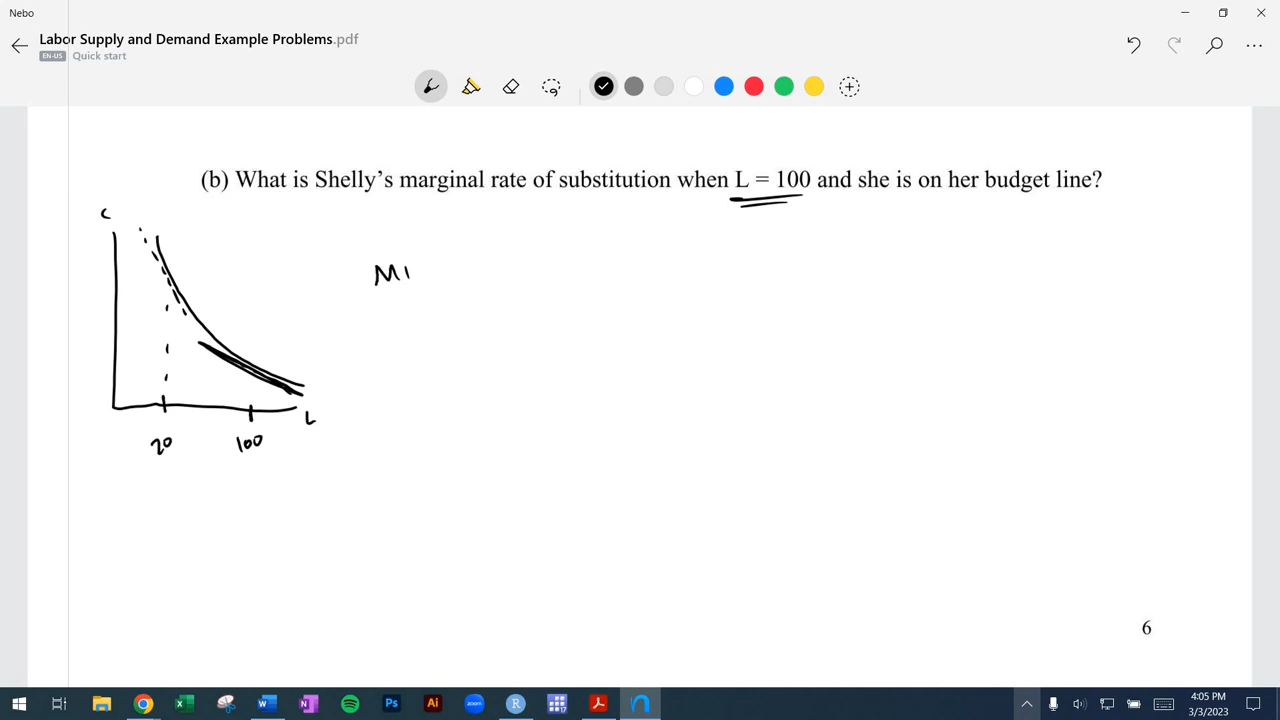 Nebo
Labor Supply and Demand Example Problems.pdf
EN-US Quick start
(b) What is Shelly’s marginal rate of substitution when L = 100 and she is on her budget line?
C
L
20
100
6
4:05 PM
3/3/2023